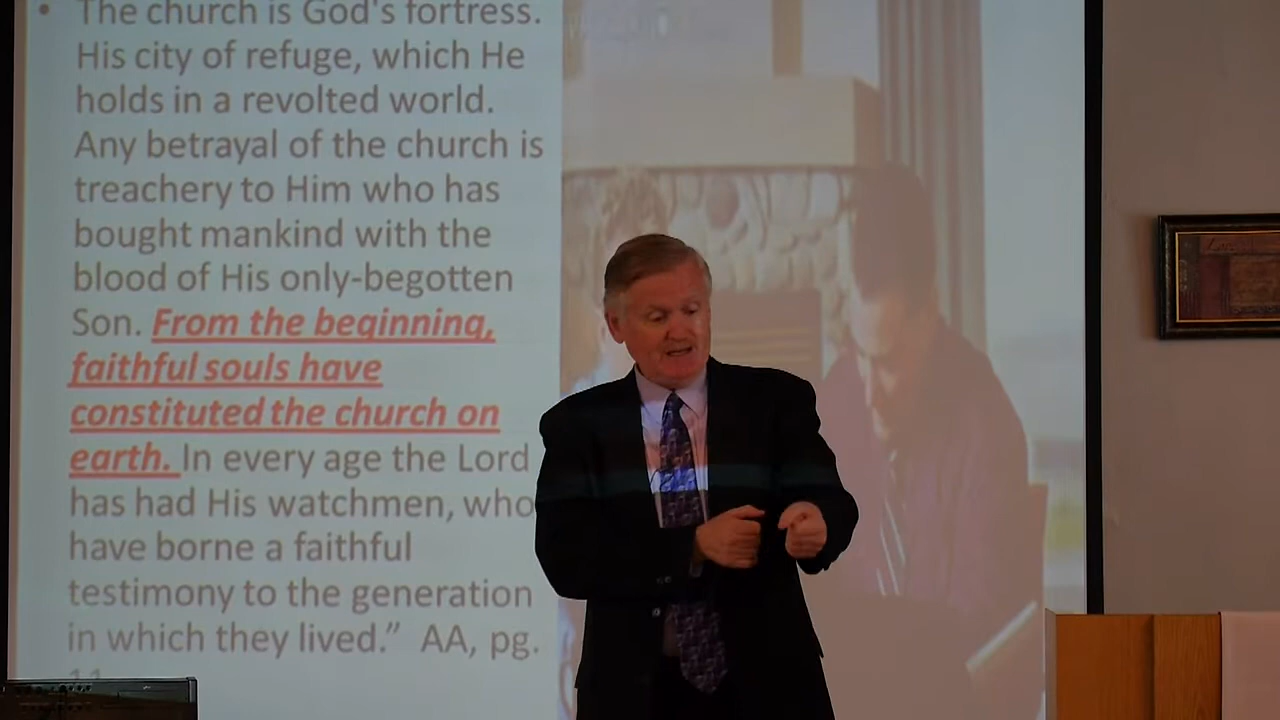 • The church is God's fortress.
His city of refuge, which He
holds in a revolted world.
Any betrayal of the church is
treachery to Him who has
bought mankind with the
blood of His only-begotten
Son. From the beginning,
faithful souls have
constituted the church on
earth. In every age the Lord
has had His watchmen, who
have borne a faithful
testimony to the generation
in which they lived.” AA, pg.
11